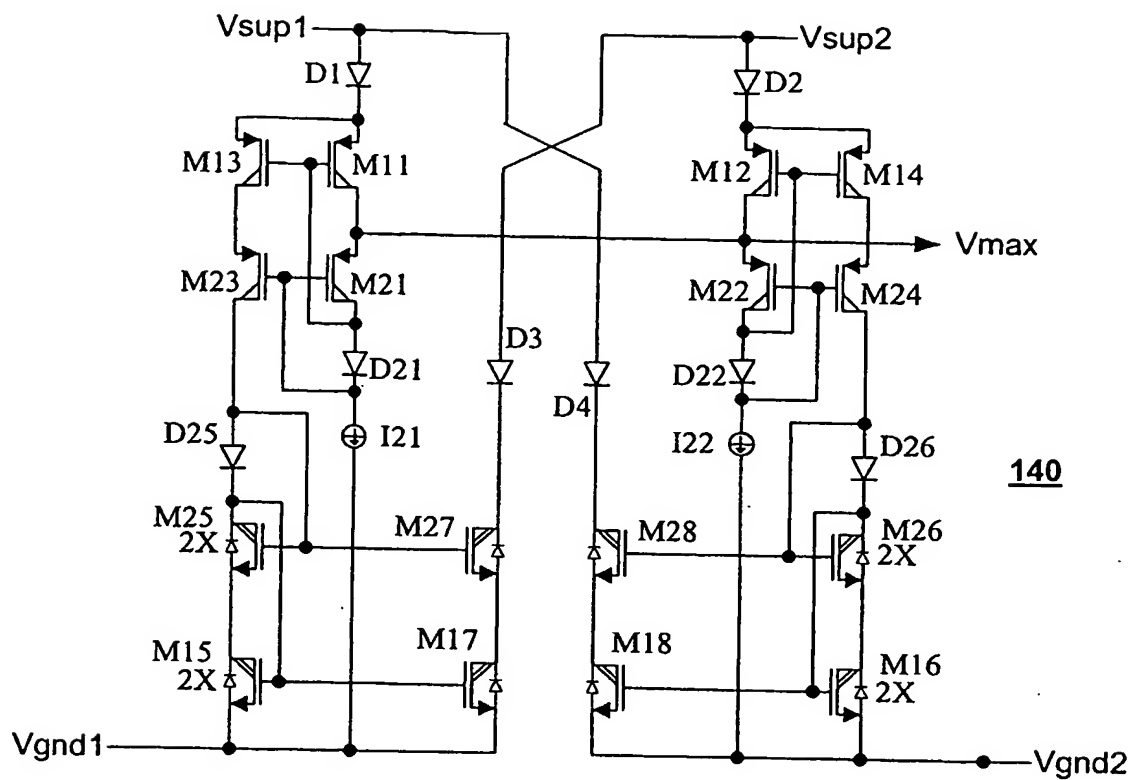 Vsup1
Vsup2
D1
D2
M13
M11
M12
M14
Vmax
M23
M21
M22
M24
D3
D21
D22
D4
D25
I21
I22
D26
140
M25
2X
M27
M28
M26
2X
M15
2X
M17
M18
M16
2X
Vgnd1
Vgnd2